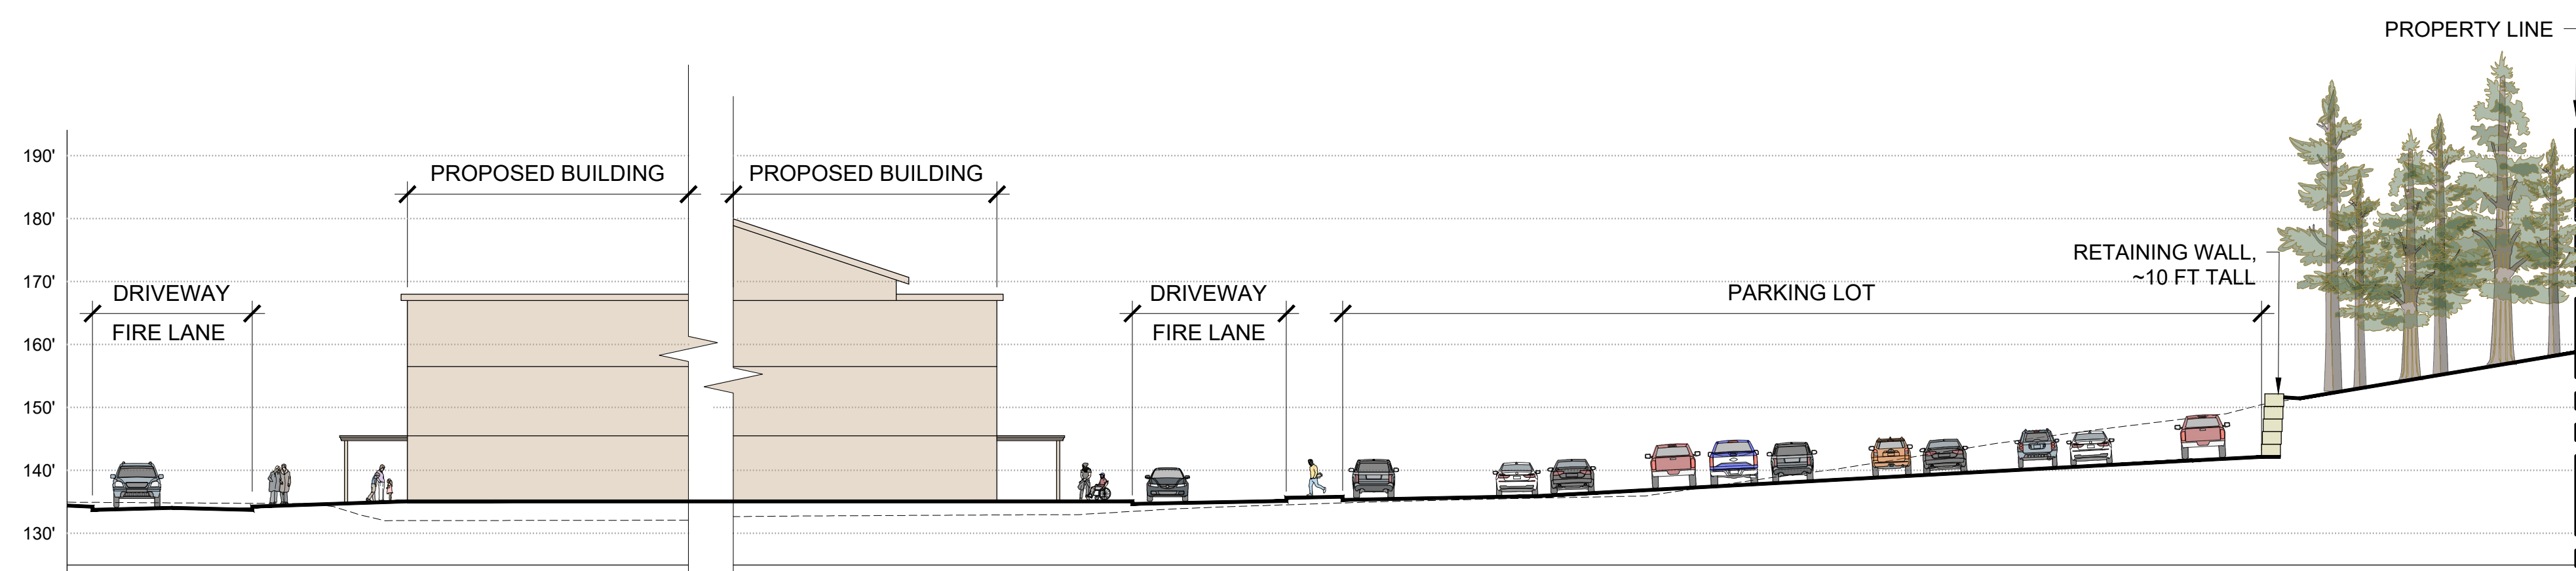 PROPERTY LINE
190'
PROPOSED BUILDING
PROPOSED BUILDING
180'
RETAINING WALL,
~10 FT TALL
170'
DRIVEWAY
FIRE LANE
DRIVEWAY
FIRE LANE
PARKING LOT
160'
150'
140'
130'